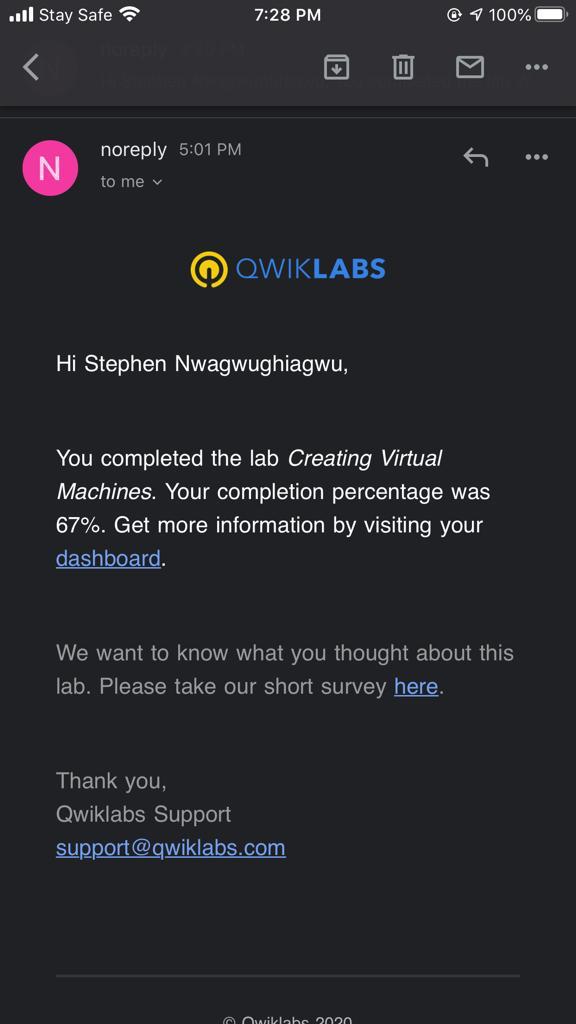 Stay Safe 7:28 PM 100%
noreply 5:01 PM
to me
N
QWIKLABS
Hi Stephen Nwagwughiagwu,
You completed the lab Creating Virtual
Machines. Your completion percentage was
67%. Get more information by visiting your
dashboard.
We want to know what you thought about this
lab. Please take our short survey here.
Thank you,
Qwiklabs Support
support@qwiklabs.com
© Qwiklabs 2020